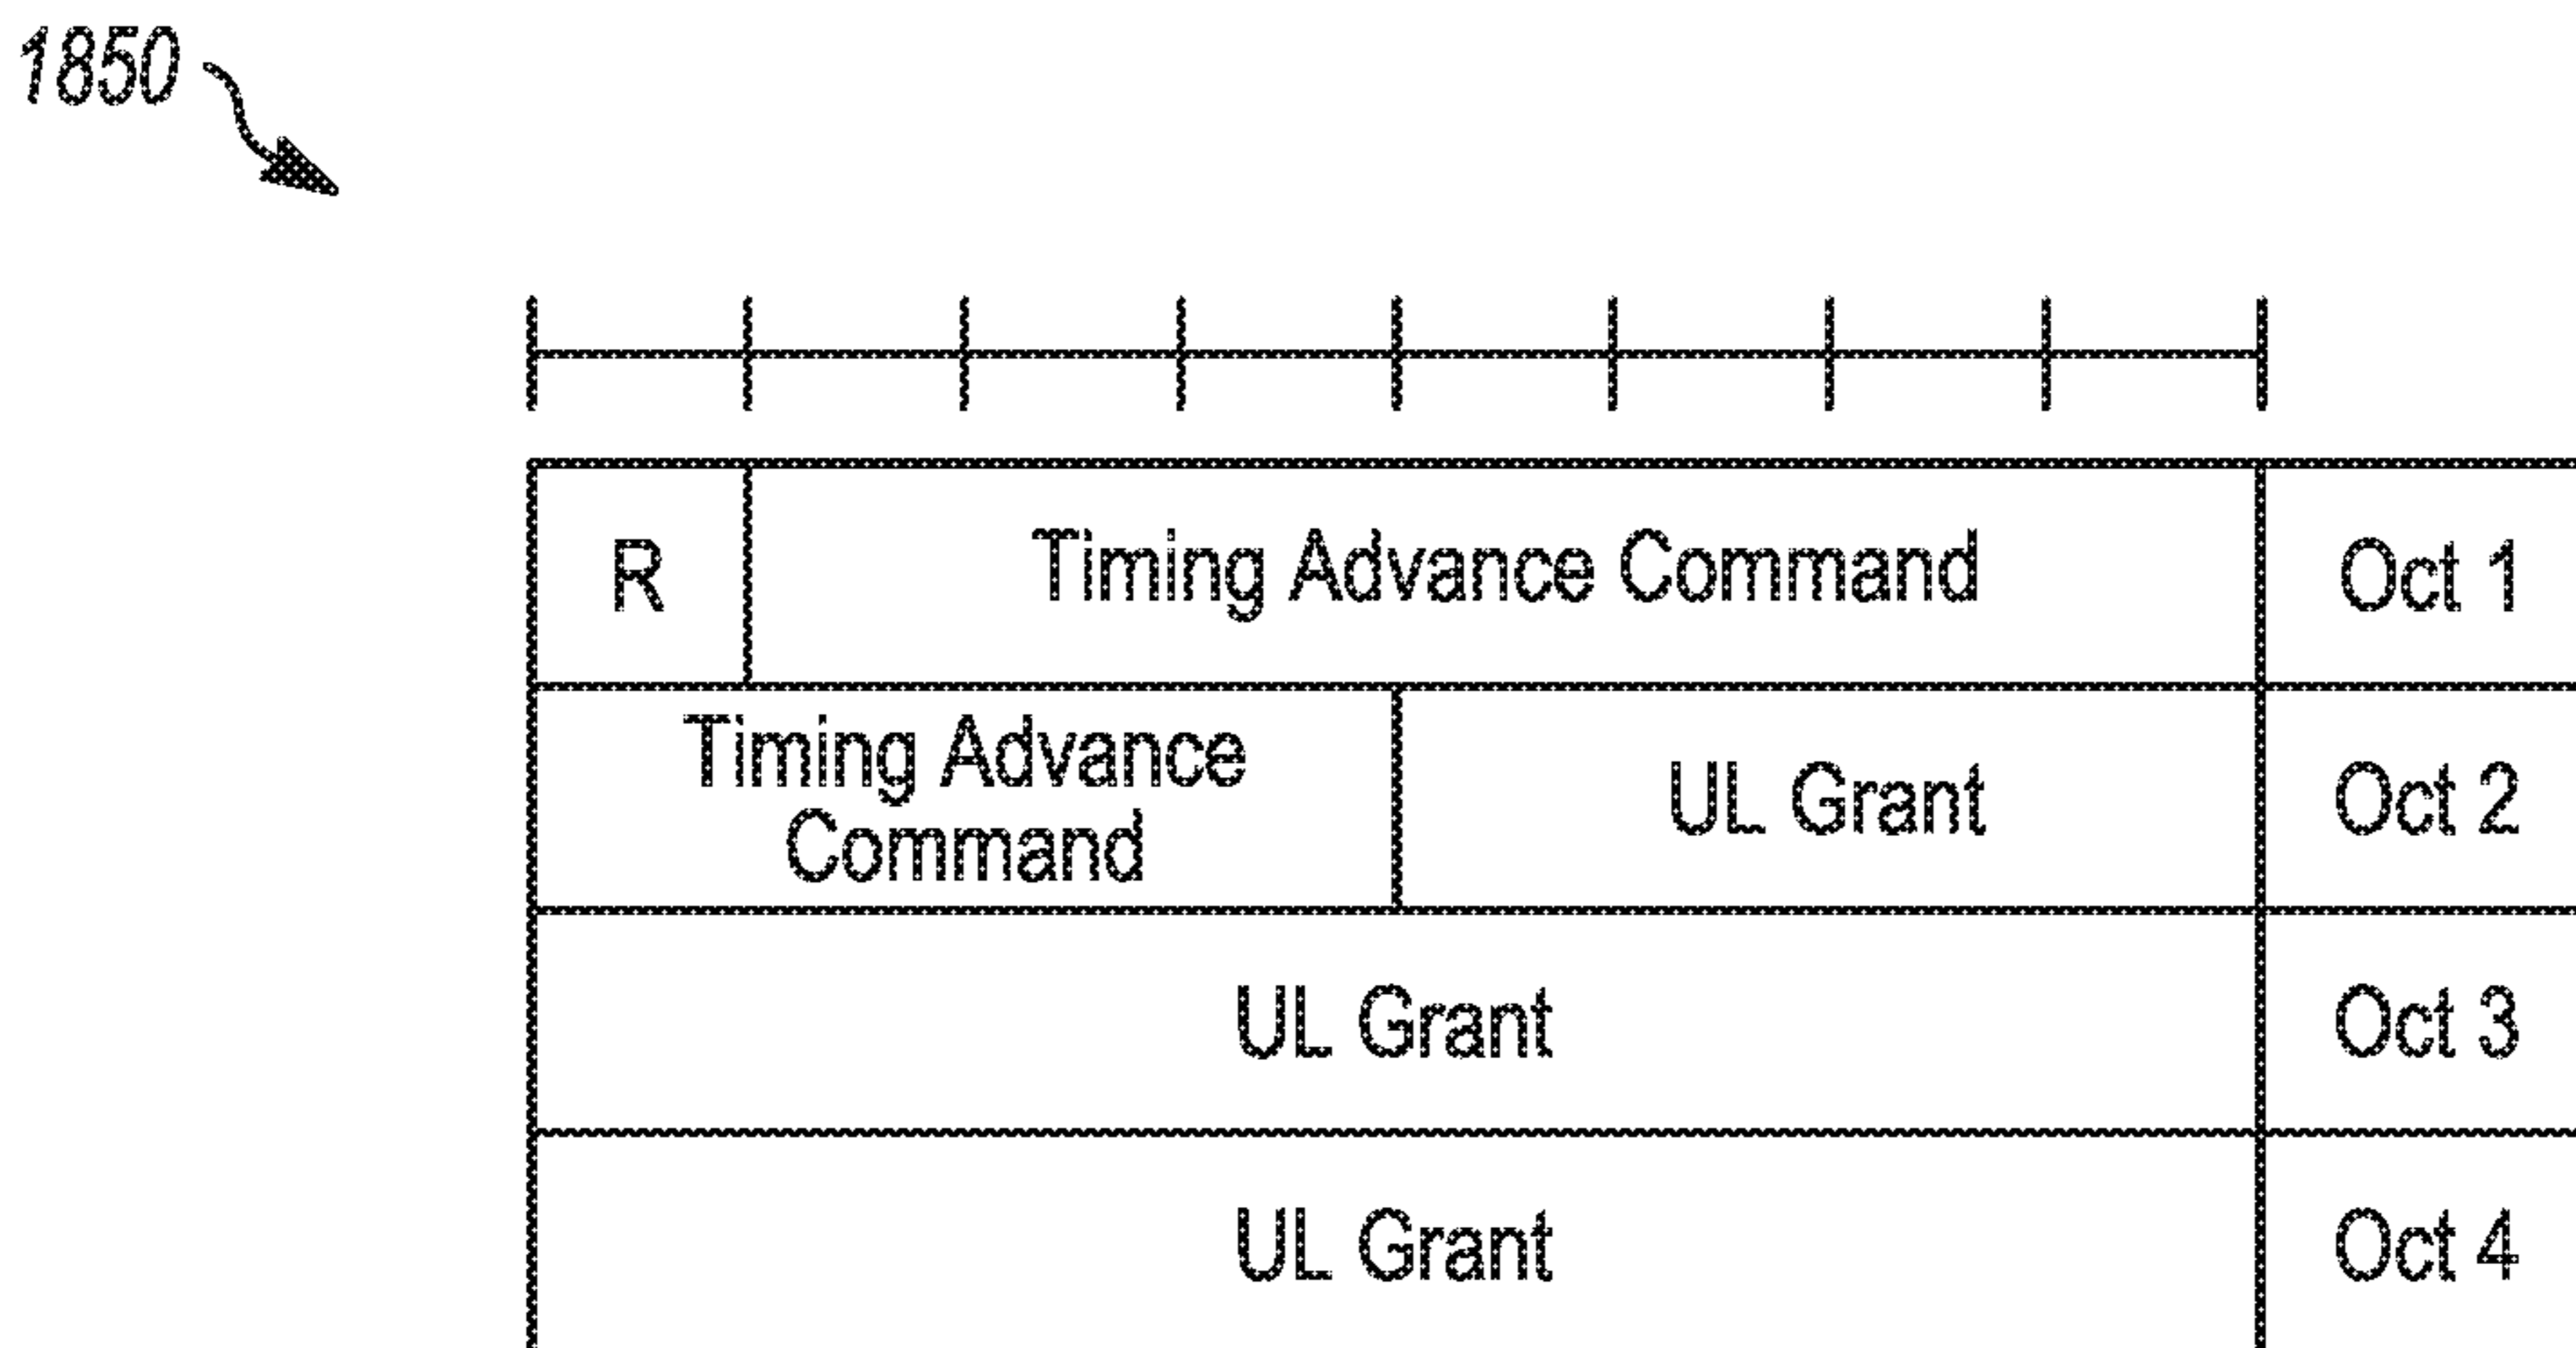 1850
R Timing Advance Command Oct 1
Timing Advance
Command
UL Grant Oct 2
UL Grant Oct 3
UL Grant Oct 4